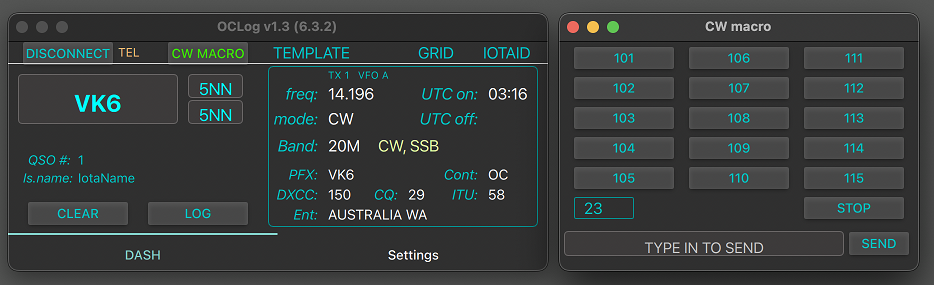 OCLog v1.3 (6.3.2)
DISCONNECT TEL CW MACRO TEMPLATE GRID IOTAID
VK6
5NN
5NN
QSO #: 1
Is.name: IotaName
CLEAR LOG
TX 1 VFO A
freq: 14.196 UTC on: 03:16
mode: CW UTC off:
Band: 20M CW, SSB
PFX: VK6 Cont: OC
DXCC: 150 CQ: 29 ITU: 58
Ent: AUSTRALIA WA
DASH Settings
CW macro
101 106 111
102 107 112
103 108 113
104 109 114
105 110 115
23 STOP
TYPE IN TO SEND SEND